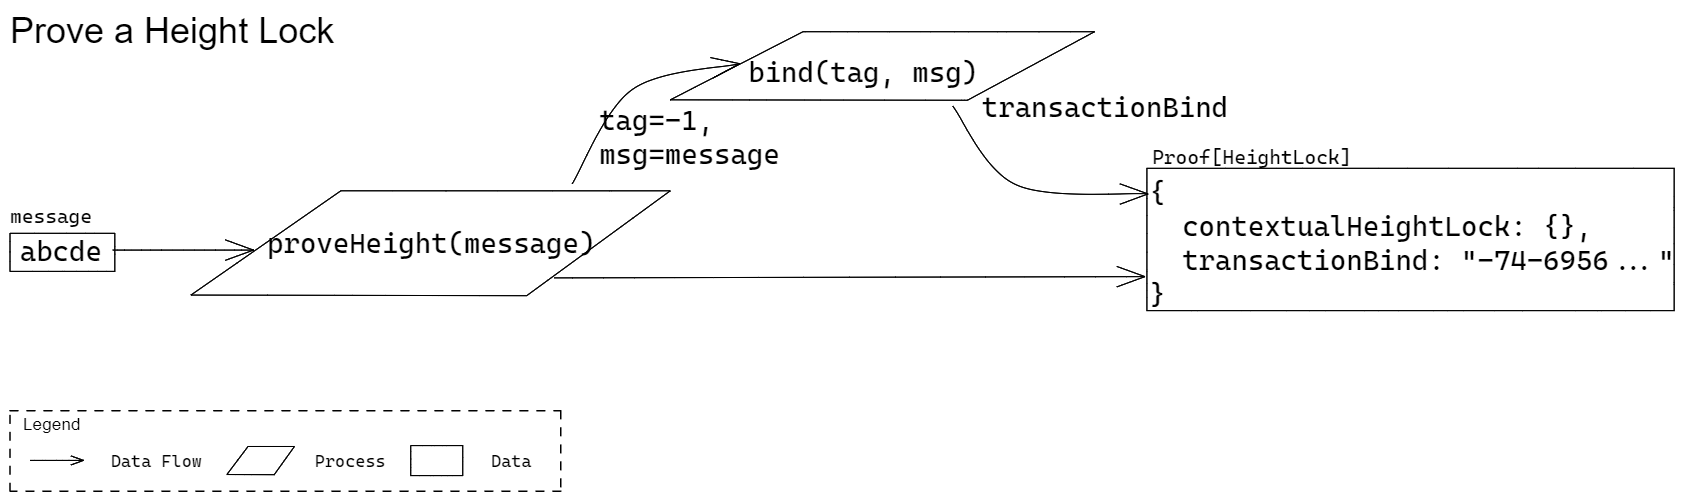 Prove a Height Lock
bind(tag, msg)
transactionBind
tag=-1,
msg=message
Proof[HeightLock]
{
contextualHeightLock: {},
transactionBind: "-74-6956 ... "
}
message
abcde
proveHeight(message)
Legend
Data Flow
Process
Data